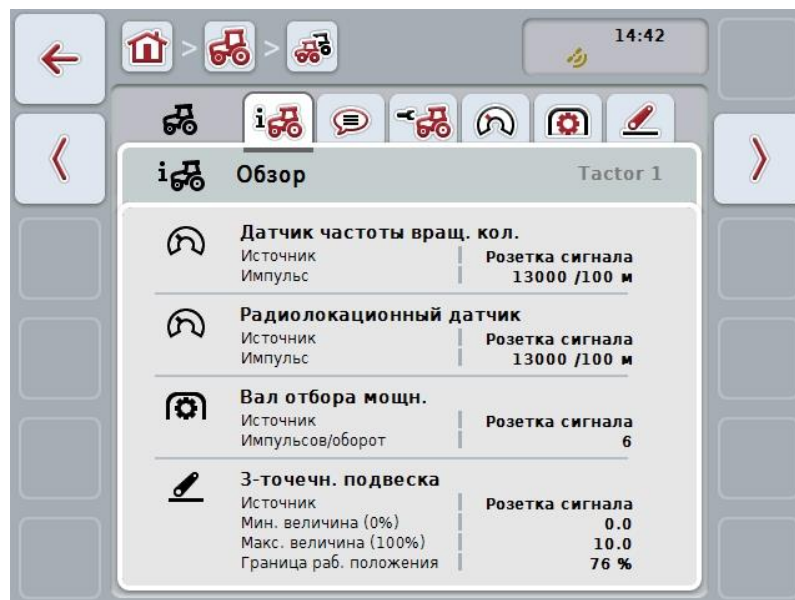 14:42
Обзор Tactor 1
Датчик частоты вращ. кол.
Источник Розетка сигнала
Импульс 13000 /100 м
Радиолокационный датчик
Источник Розетка сигнала
Импульс 13000 /100 м
Вал отбора мощн.
Источник Розетка сигнала
Импульсов/оборот 6
3-точечн. подвеска
Источник Розетка сигнала
Мин. величина (0%) 0.0
Макс. величина (100%) 10.0
Граница раб. положения 76 %